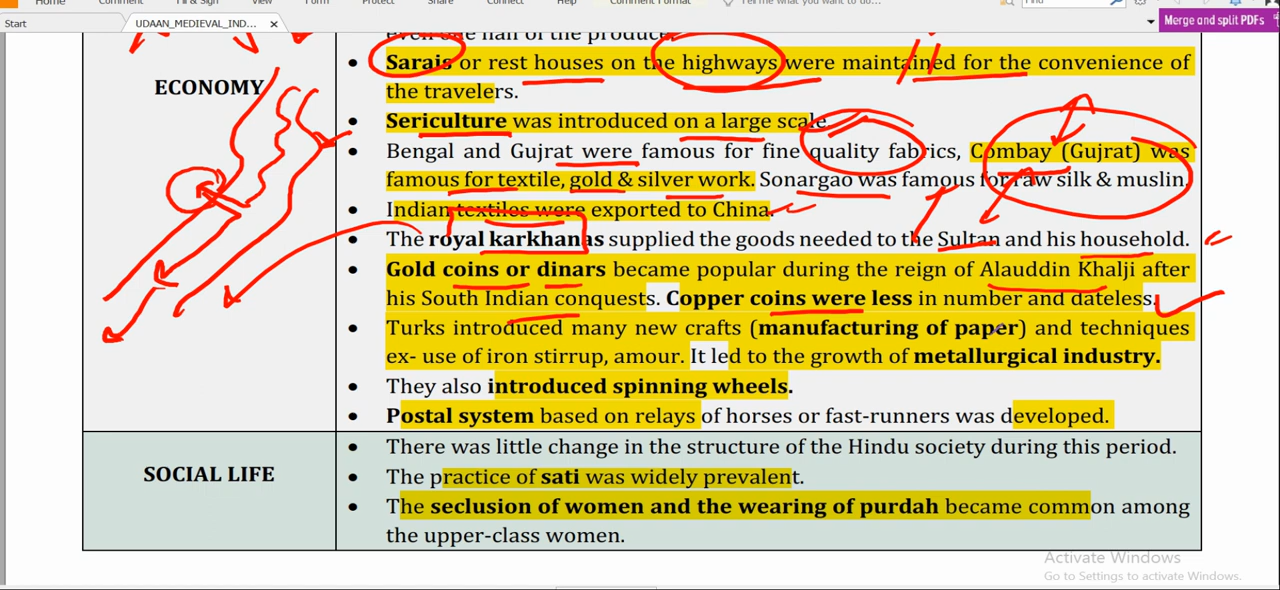 Home Comment Fill & Sign View Form Protect Share Connect Help Comment Format Tell me what you want to do... Find
Start UDAAN_MEDIEVAL_IND... × Merge and split PDFs
even one half of the produce.
ECONOMY
• Sarais or rest houses on the highways were maintained for the convenience of
the travelers.
• Sericulture was introduced on a large scale.
• Bengal and Gujrat were famous for fine quality fabrics, Combay (Gujrat) was
famous for textile, gold & silver work. Sonargao was famous for raw silk & muslin.
• Indian textiles were exported to China.
• The royal karkhanas supplied the goods needed to the Sultan and his household.
• Gold coins or dinars became popular during the reign of Alauddin Khalji after
his South Indian conquests. Copper coins were less in number and dateless.
• Turks introduced many new crafts (manufacturing of paper) and techniques
ex- use of iron stirrup, amour. It led to the growth of metallurgical industry.
• They also introduced spinning wheels.
• Postal system based on relays of horses or fast-runners was developed.
SOCIAL LIFE
• There was little change in the structure of the Hindu society during this period.
• The practice of sati was widely prevalent.
• The seclusion of women and the wearing of purdah became common among
the upper-class women.
Activate Windows
Go to Settings to activate Windows.